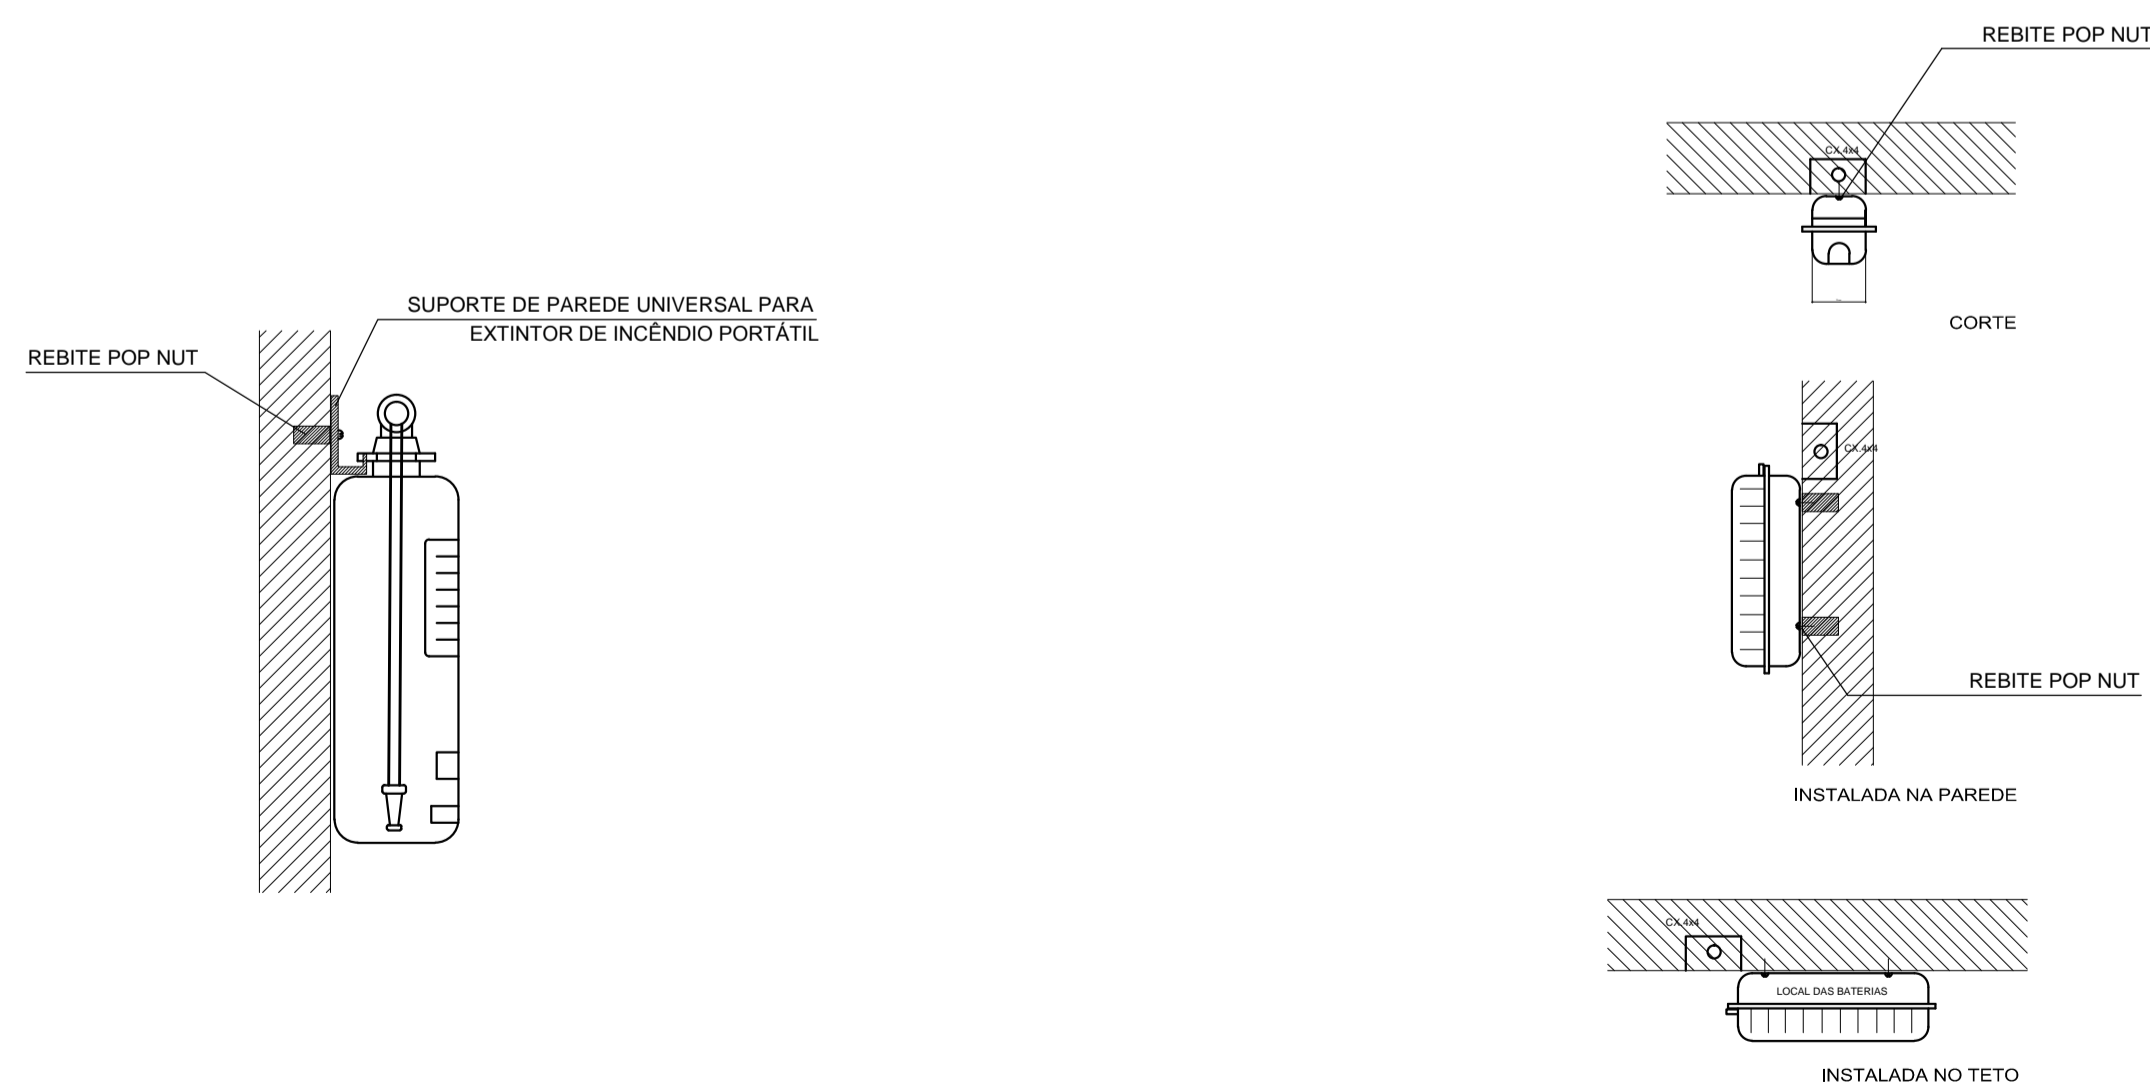 REBITE POP NUT
SUPORTE DE PAREDE UNIVERSAL PARA
EXTINTOR DE INCÊNDIO PORTÁTIL
REBITE POP NUT
CX.4x4
CORTE
CX.4x4
REBITE POP NUT
INSTALADA NA PAREDE
CX.4x4
LOCAL DAS BATERIAS
INSTALADA NO TETO